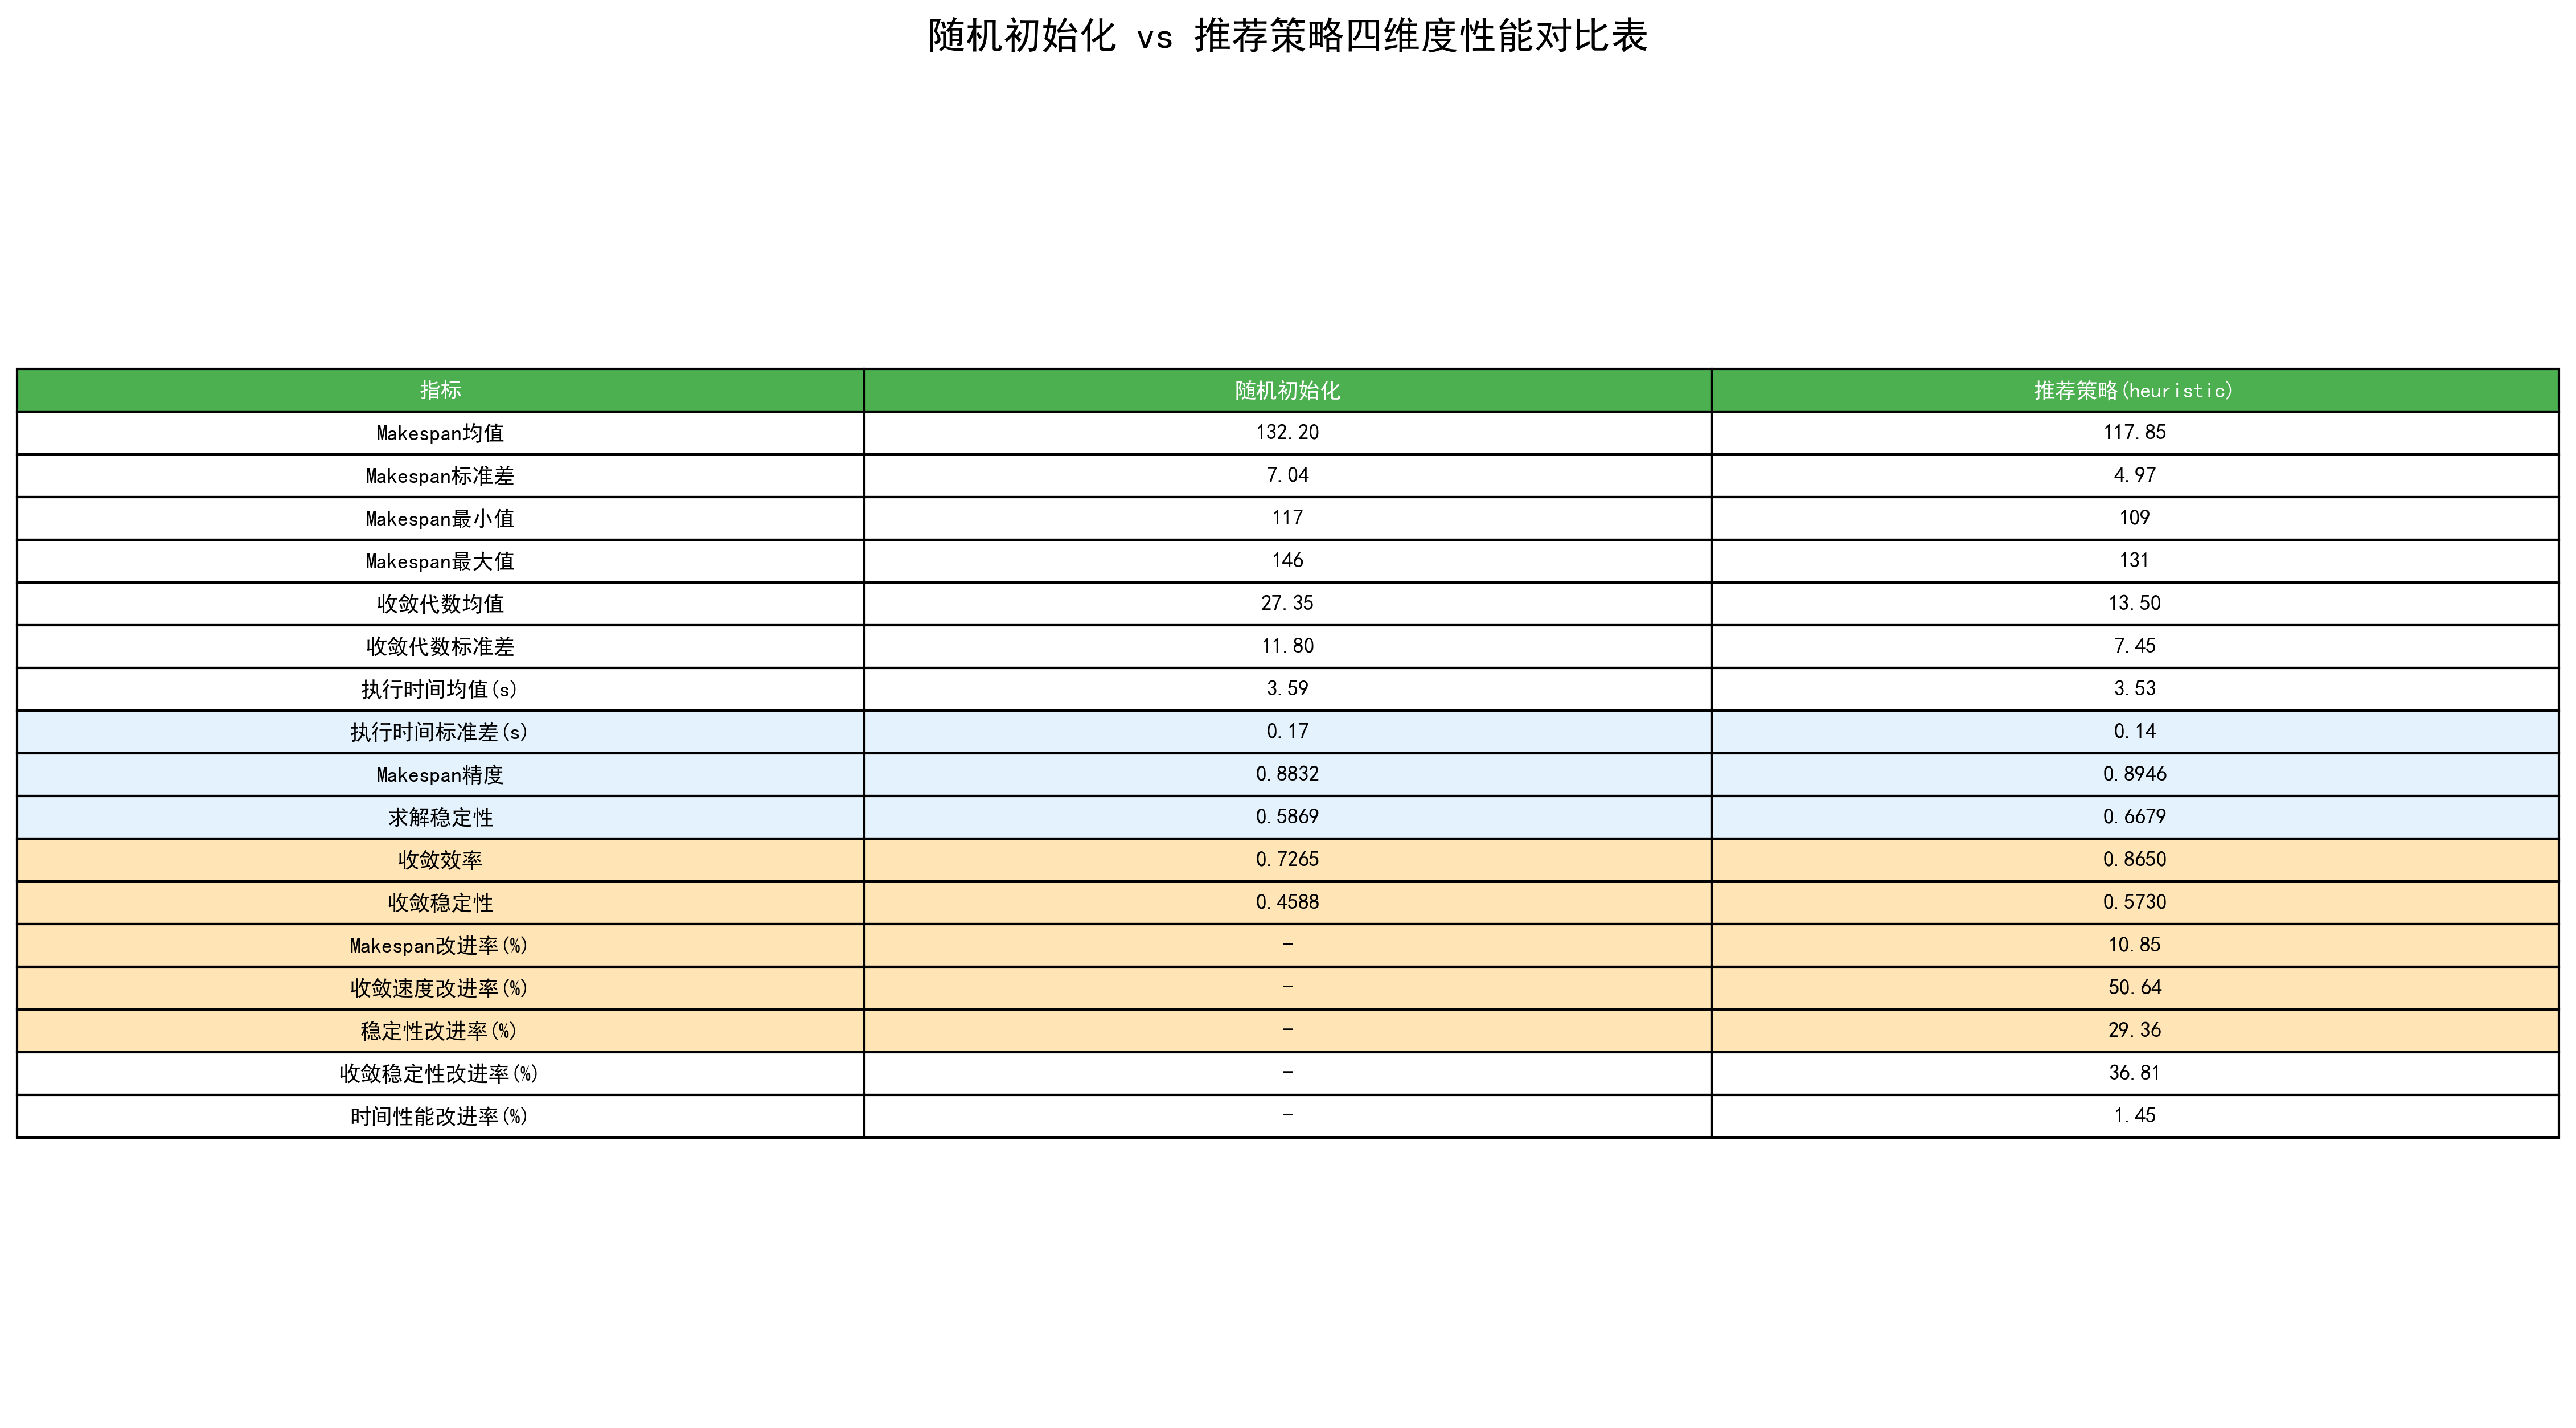 随机初始化 vs 推荐策略四维度性能对比表
指标 随机初始化 推荐策略(heuristic)
Makespan均值 132.20 117.85
Makespan标准差 7.04 4.97
Makespan最小值 117 109
Makespan最大值 146 131
收敛代数均值 27.35 13.50
收敛代数标准差 11.80 7.45
执行时间均值(s) 3.59 3.53
执行时间标准差(s) 0.17 0.14
Makespan精度 0.8832 0.8946
求解稳定性 0.5869 0.6679
收敛效率 0.7265 0.8650
收敛稳定性 0.4588 0.5730
Makespan改进率(%) - 10.85
收敛速度改进率(%) - 50.64
稳定性改进率(%) - 29.36
收敛稳定性改进率(%) - 36.81
时间性能改进率(%) - 1.45